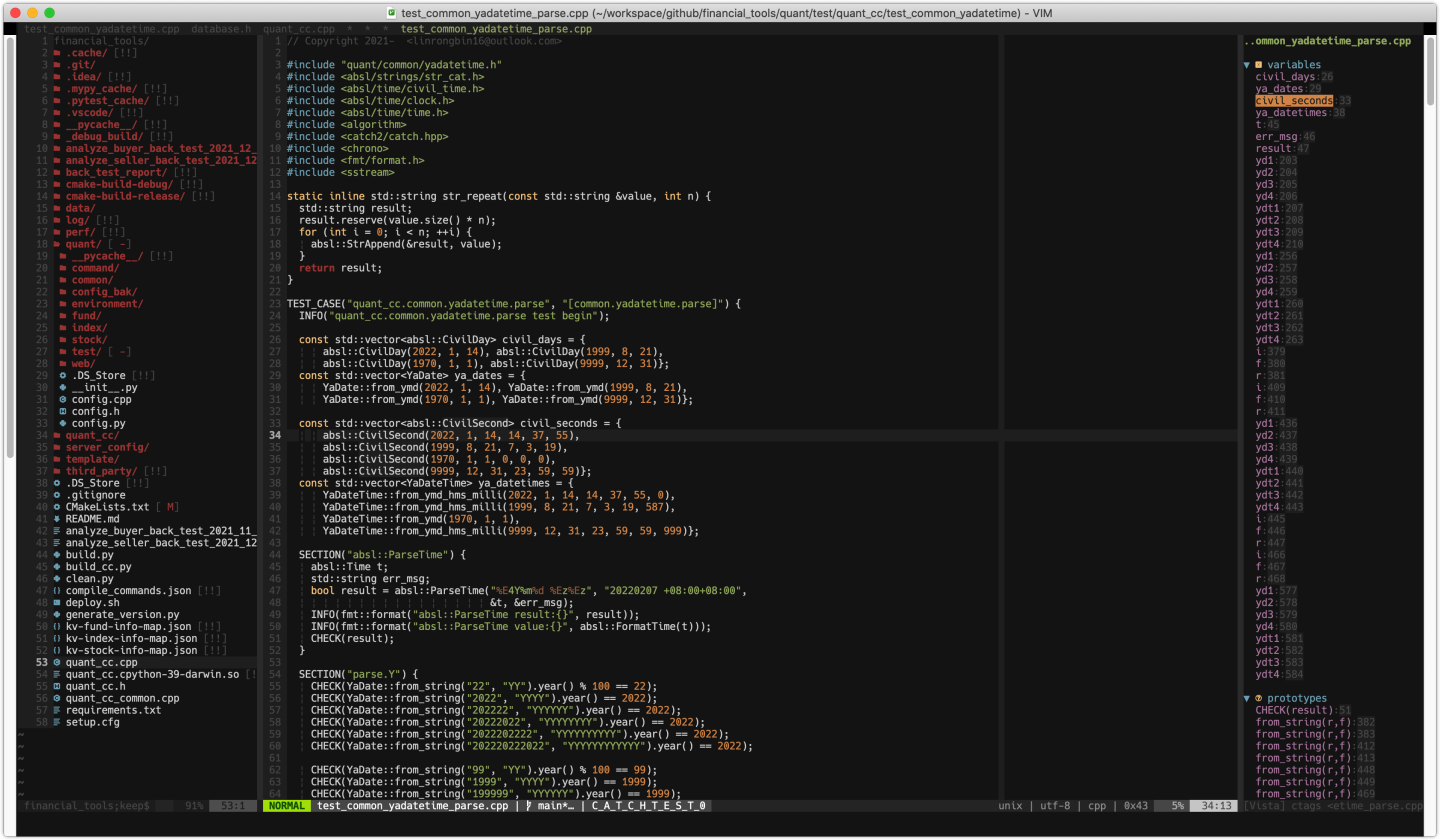 test_common_yadatetime_parse.cpp (~/workspace/github/financial_tools/quant/test/quant_cc/test_common_yadatetime) - VIM
test_common_yadatetime.cpp database.h quant_cc.cpp * * * test_common_yadatetime_parse.cpp
1 financial_tools/
2 .cache/ [!!]
3 .git/
4 .idea/ [!!]
5 .mypy_cache/ [!!]
6 .pytest_cache/ [!!]
7 .vscode/ [!!]
8 __pycache__/ [!!]
9 _debug_build/ [!!]
10 analyze_buyer_back_test_2021_12_
11 analyze_seller_back_test_2021_12
12 back_test_report/ [!!]
13 cmake-build-debug/ [!!]
14 cmake-build-release/ [!!]
15 data/
16 log/ [!!]
17 perf/ [!!]
18 quant/ [ -]
19 __pycache__/ [!!]
20 command/
21 common/
22 config_bak/
23 environment/
24 fund/
25 index/
26 stock/
27 test/ [ -]
28 web/
29 .DS_Store [!!]
30 __init__.py
31 config.cpp
32 config.h
33 config.py
34 quant_cc/
35 server_config/
36 template/
37 third_party/ [!!]
38 .DS_Store [!!]
39 .gitignore
40 CMakeLists.txt [ M]
41 README.md
42 analyze_buyer_back_test_2021_11_
43 analyze_seller_back_test_2021_12
44 build.py
45 build_cc.py
46 clean.py
47 compile_commands.json [!!]
48 deploy.sh
49 generate_version.py
50 kv-fund-info-map.json [!!]
51 kv-index-info-map.json [!!]
52 kv-stock-info-map.json [!!]
53 quant_cc.cpp
54 quant_cc.cpython-39-darwin.so [!
55 quant_cc.h
56 quant_cc_common.cpp
57 requirements.txt
58 setup.cfg
~
~
~
~
~
~
financial_tools;keep$ 91% 53:1
1 // Copyright 2021- <linrongbin16@outlook.com>
2
3 #include "quant/common/yadatetime.h"
4 #include <absl/strings/str_cat.h>
5 #include <absl/time/civil_time.h>
6 #include <absl/time/clock.h>
7 #include <absl/time/time.h>
8 #include <algorithm>
9 #include <catch2/catch.hpp>
10 #include <chrono>
11 #include <fmt/format.h>
12 #include <sstream>
13
14 static inline std::string str_repeat(const std::string &value, int n) {
15 std::string result;
16 result.reserve(value.size() * n);
17 for (int i = 0; i < n; ++i) {
18 absl::StrAppend(&result, value);
19 }
20 return result;
21 }
22
23 TEST_CASE("quant_cc.common.yadatetime.parse", "[common.yadatetime.parse]") {
24 INFO("quant_cc.common.yadatetime.parse test begin");
25
26 const std::vector<absl::CivilDay> civil_days = {
27 absl::CivilDay(2022, 1, 14), absl::CivilDay(1999, 8, 21),
28 absl::CivilDay(1970, 1, 1), absl::CivilDay(9999, 12, 31)};
29 const std::vector<YaDate> ya_dates = {
30 YaDate::from_ymd(2022, 1, 14), YaDate::from_ymd(1999, 8, 21),
31 YaDate::from_ymd(1970, 1, 1), YaDate::from_ymd(9999, 12, 31)};
32
33 const std::vector<absl::CivilSecond> civil_seconds = {
34 absl::CivilSecond(2022, 1, 14, 14, 37, 55),
35 absl::CivilSecond(1999, 8, 21, 7, 3, 19),
36 absl::CivilSecond(1970, 1, 1, 0, 0, 0),
37 absl::CivilSecond(9999, 12, 31, 23, 59, 59)};
38 const std::vector<YaDateTime> ya_datetimes = {
39 YaDateTime::from_ymd_hms_milli(2022, 1, 14, 14, 37, 55, 0),
40 YaDateTime::from_ymd_hms_milli(1999, 8, 21, 7, 3, 19, 587),
41 YaDateTime::from_ymd(1970, 1, 1),
42 YaDateTime::from_ymd_hms_milli(9999, 12, 31, 23, 59, 59, 999)};
43
44 SECTION("absl::ParseTime") {
45 absl::Time t;
46 std::string err_msg;
47 bool result = absl::ParseTime("%E4Y%m%d %Ez%Ez", "20220207 +08:00+08:00",
48 &t, &err_msg);
49 INFO(fmt::format("absl::ParseTime result:{}", result));
50 INFO(fmt::format("absl::ParseTime value:{}", absl::FormatTime(t)));
51 CHECK(result);
52 }
53
54 SECTION("parse.Y") {
55 CHECK(YaDate::from_string("22", "YY").year() % 100 == 22);
56 CHECK(YaDate::from_string("2022", "YYYY").year() == 2022);
57 CHECK(YaDate::from_string("202222", "YYYYYY").year() == 2022);
58 CHECK(YaDate::from_string("20222022", "YYYYYYYY").year() == 2022);
59 CHECK(YaDate::from_string("2022202222", "YYYYYYYYYY").year() == 2022);
60 CHECK(YaDate::from_string("202220222022", "YYYYYYYYYYYY").year() == 2022);
61
62 CHECK(YaDate::from_string("99", "YY").year() % 100 == 99);
63 CHECK(YaDate::from_string("1999", "YYYY").year() == 1999);
64 CHECK(YaDate::from_string("199999", "YYYYYY").year() == 1999);
NORMAL test_common_yadatetime_parse.cpp | main*… | C_A_T_C_H_T_E_S_T_0 unix | utf-8 | cpp | 0x43 5% 34:13
..ommon_yadatetime_parse.cpp
variables
civil_days:26
ya_dates:29
civil_seconds:33
ya_datetimes:38
t:45
err_msg:46
result:47
yd1:203
yd2:204
yd3:205
yd4:206
ydt1:207
ydt2:208
ydt3:209
ydt4:210
yd1:256
yd2:257
yd3:258
yd4:259
ydt1:260
ydt2:261
ydt3:262
ydt4:263
i:379
f:380
r:381
i:409
f:410
r:411
yd1:436
yd2:437
yd3:438
yd4:439
ydt1:440
ydt2:441
ydt3:442
ydt4:443
i:445
f:446
r:447
i:466
f:467
r:468
yd1:577
yd2:578
yd3:579
yd4:580
ydt1:581
ydt2:582
ydt3:583
ydt4:584
prototypes
CHECK(result):51
from_string(r,f):382
from_string(r,f):383
from_string(r,f):412
from_string(r,f):413
from_string(r,f):448
from_string(r,f):449
from_string(r,f):469
[Vista] ctags <etime_parse.cpp